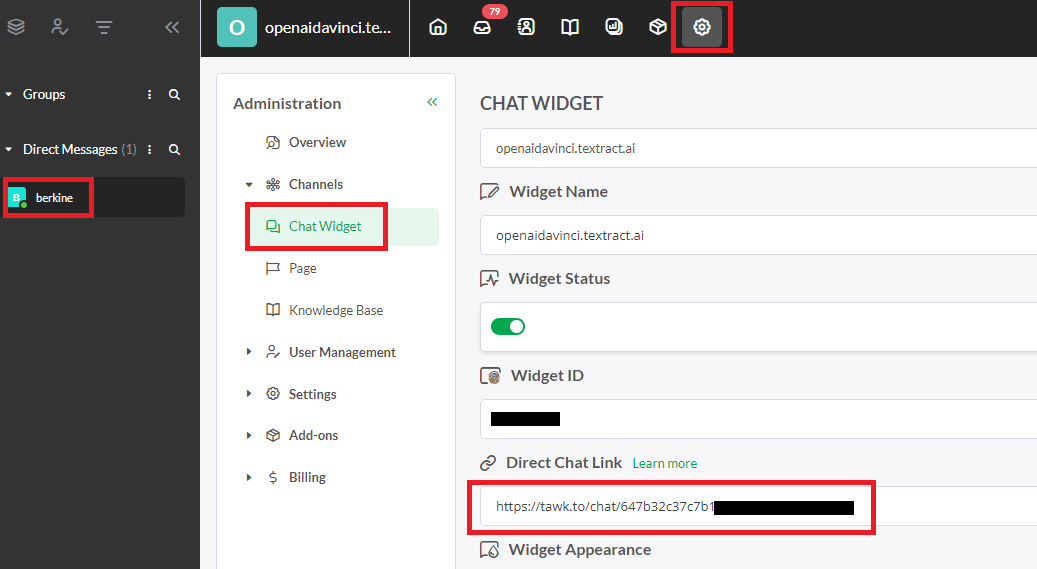 O openaidavinci.te...
79
Groups
Direct Messages (1)
B berkine
Administration
Overview
Channels
Chat Widget
Page
Knowledge Base
User Management
Settings
Add-ons
Billing
CHAT WIDGET
openaidavinci.textract.ai
Widget Name
openaidavinci.textract.ai
Widget Status
Widget ID
Direct Chat Link Learn more
https://tawk.to/chat/647b32c37c7b1
Widget Appearance